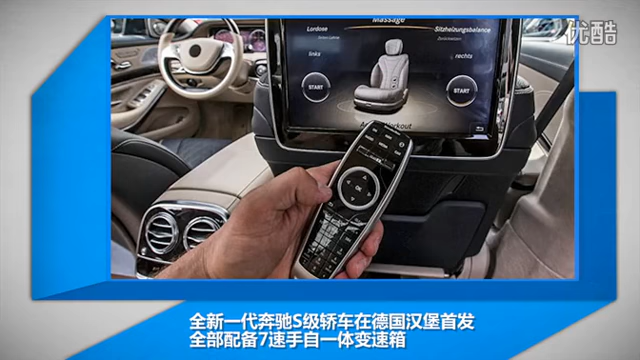 优酷
Massage
Lordose
Sitzheizungsbalance
links
rechts
START
START
OK
全新一代奔驰S级轿车在德国汉堡首发
全部配备7速手自一体变速箱